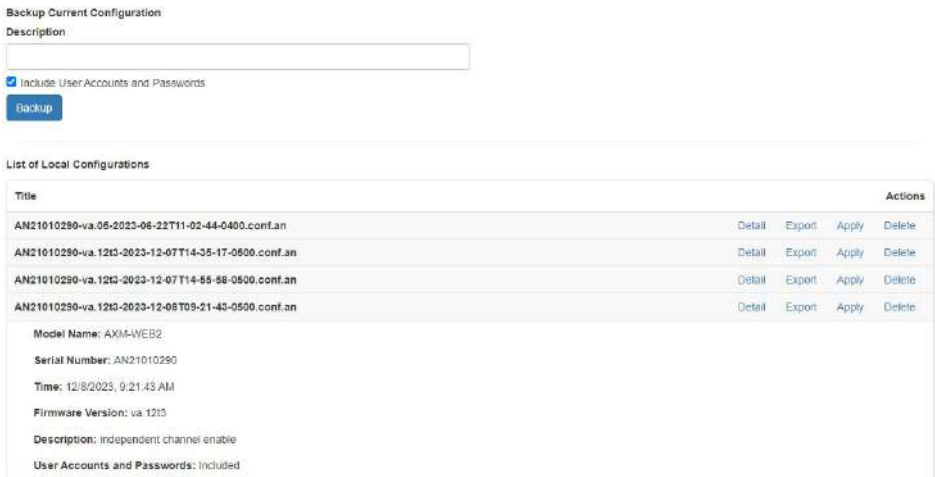 Backup Current Configuration
Description
Include User Accounts and Passwords
Backup
List of Local Configurations
Title Actions
AN21010290-va.05-2023-06-22T11-02-44-0400.conf.an Detail Export Apply Delete
AN21010290-va.12t3-2023-12-07T14-35-17-0500.conf.an Detail Export Apply Delete
AN21010290-va.12t3-2023-12-07T14-55-58-0500.conf.an Detail Export Apply Delete
AN21010290-va.12t3-2023-12-08T09-21-43-0500.conf.an Detail Export Apply Delete
Model Name: AXM-WEB2
Serial Number: AN21010290
Time: 12/8/2023, 9:21:43 AM
Firmware Version: va.12t3
Description: independent channel enable
User Accounts and Passwords: Included